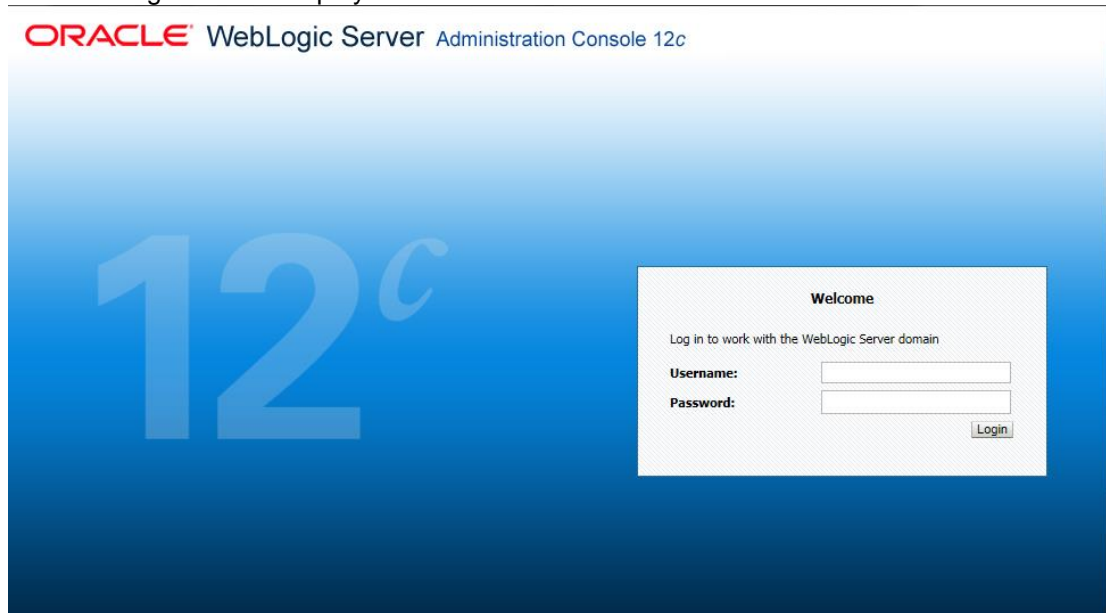 ORACLE WebLogic Server Administration Console 12c
12c
Welcome
Log in to work with the WebLogic Server domain
Username:
Password:
Login